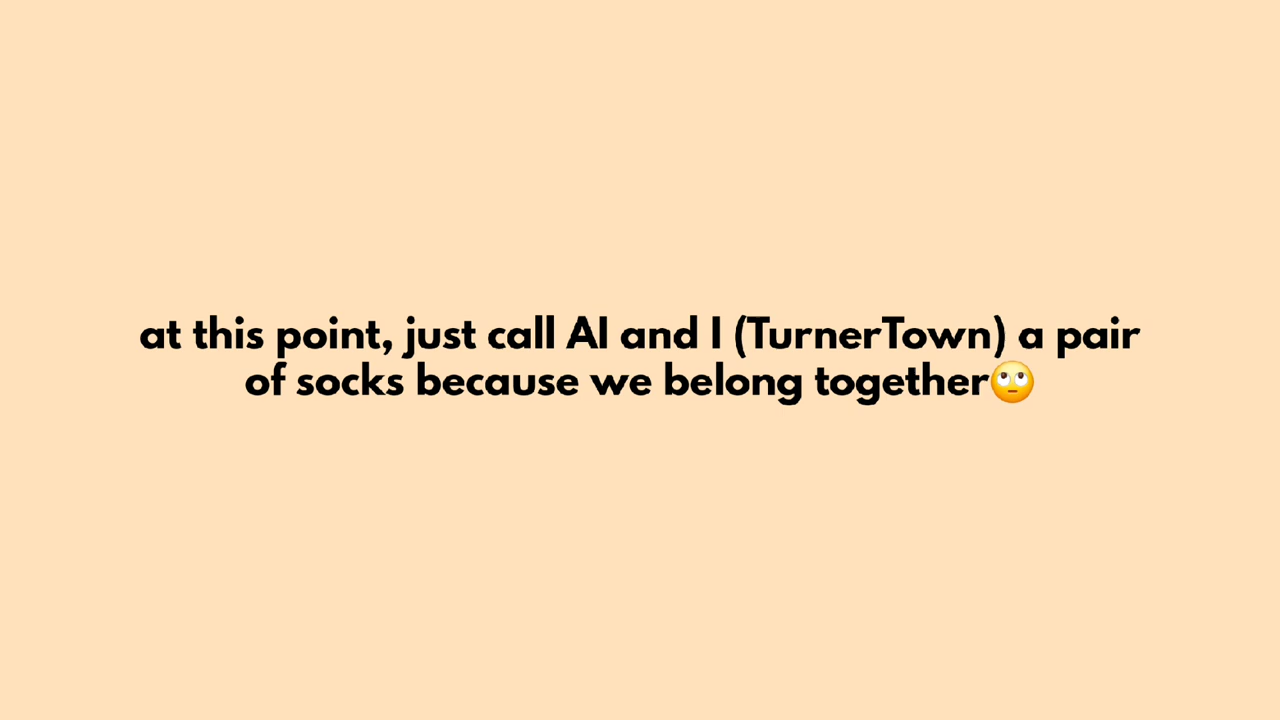 at this point, just call AI and I (TurnerTown) a pair
of socks because we belong together🙄